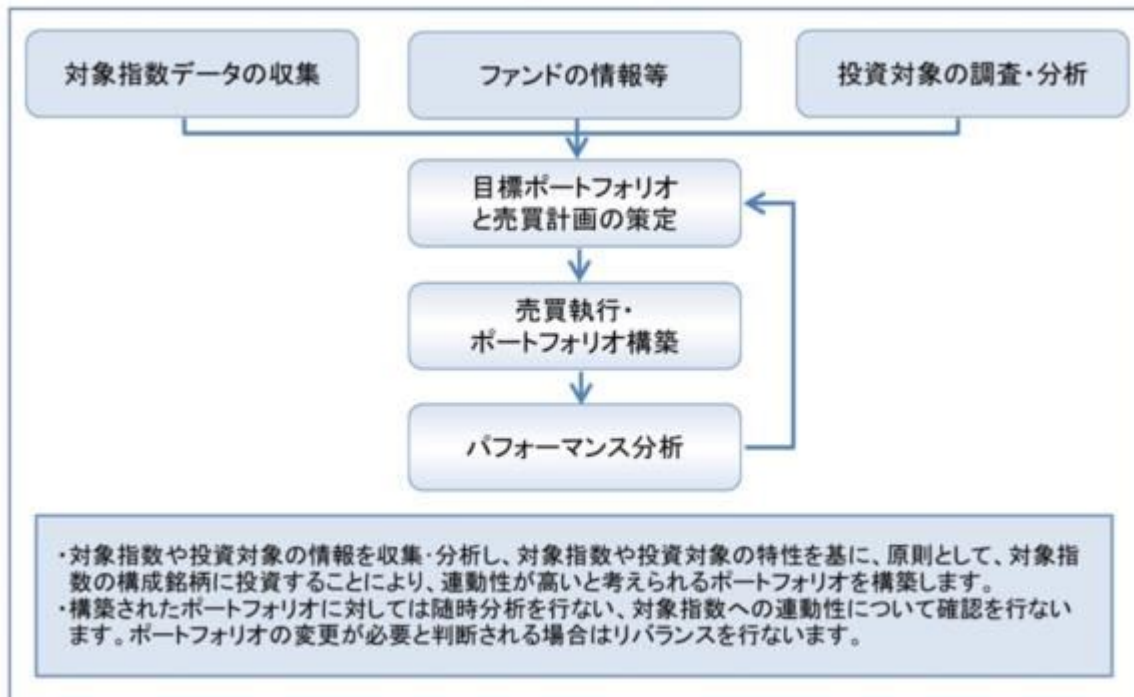 対象指数データの収集
ファンドの情報等
投資対象の調査・分析
目標ポートフォリオ
と売買計画の策定
売買執行・
ポートフォリオ構築
パフォーマンス分析
・対象指数や投資対象の情報を収集・分析し、対象指数や投資対象の特性を基に、原則として、対象指
数の構成銘柄に投資することにより、連動性が高いと考えられるポートフォリオを構築します。
・構築されたポートフォリオに対しては随時分析を行ない、対象指数への連動性について確認を行ない
ます。ポートフォリオの変更が必要と判断される場合はリバランスを行ないます。